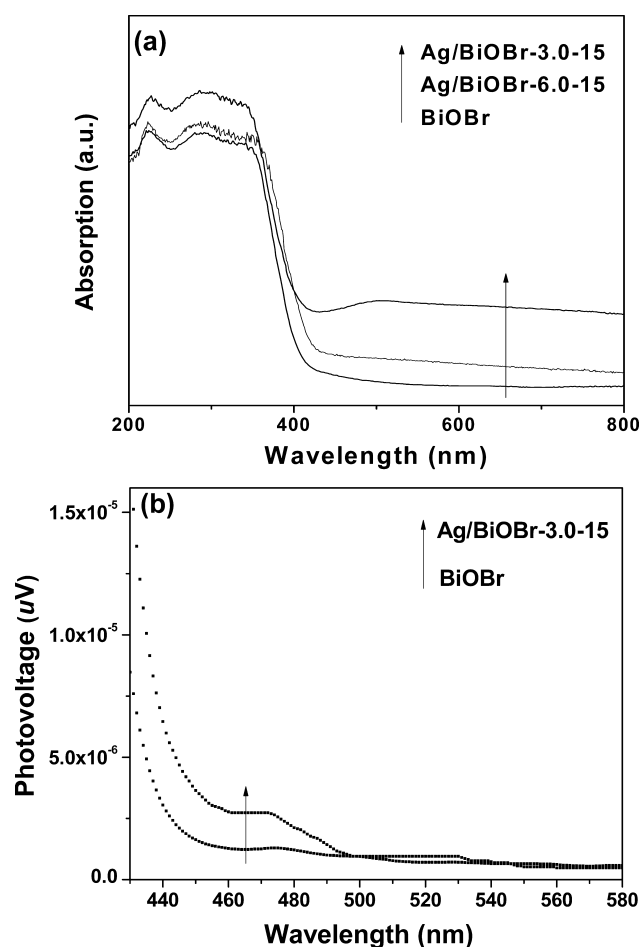 (a)
Ag/BiOBr-3.0-15
Ag/BiOBr-6.0-15
BiOBr
Absorption (a.u.)
200 400 600 800
Wavelength (nm)
(b)
Ag/BiOBr-3.0-15
BiOBr
Photovoltage (uV)
1.5x10⁻⁵
1.0x10⁻⁵
5.0x10⁻⁶
0.0
440 460 480 500 520 540 560 580
Wavelength (nm)